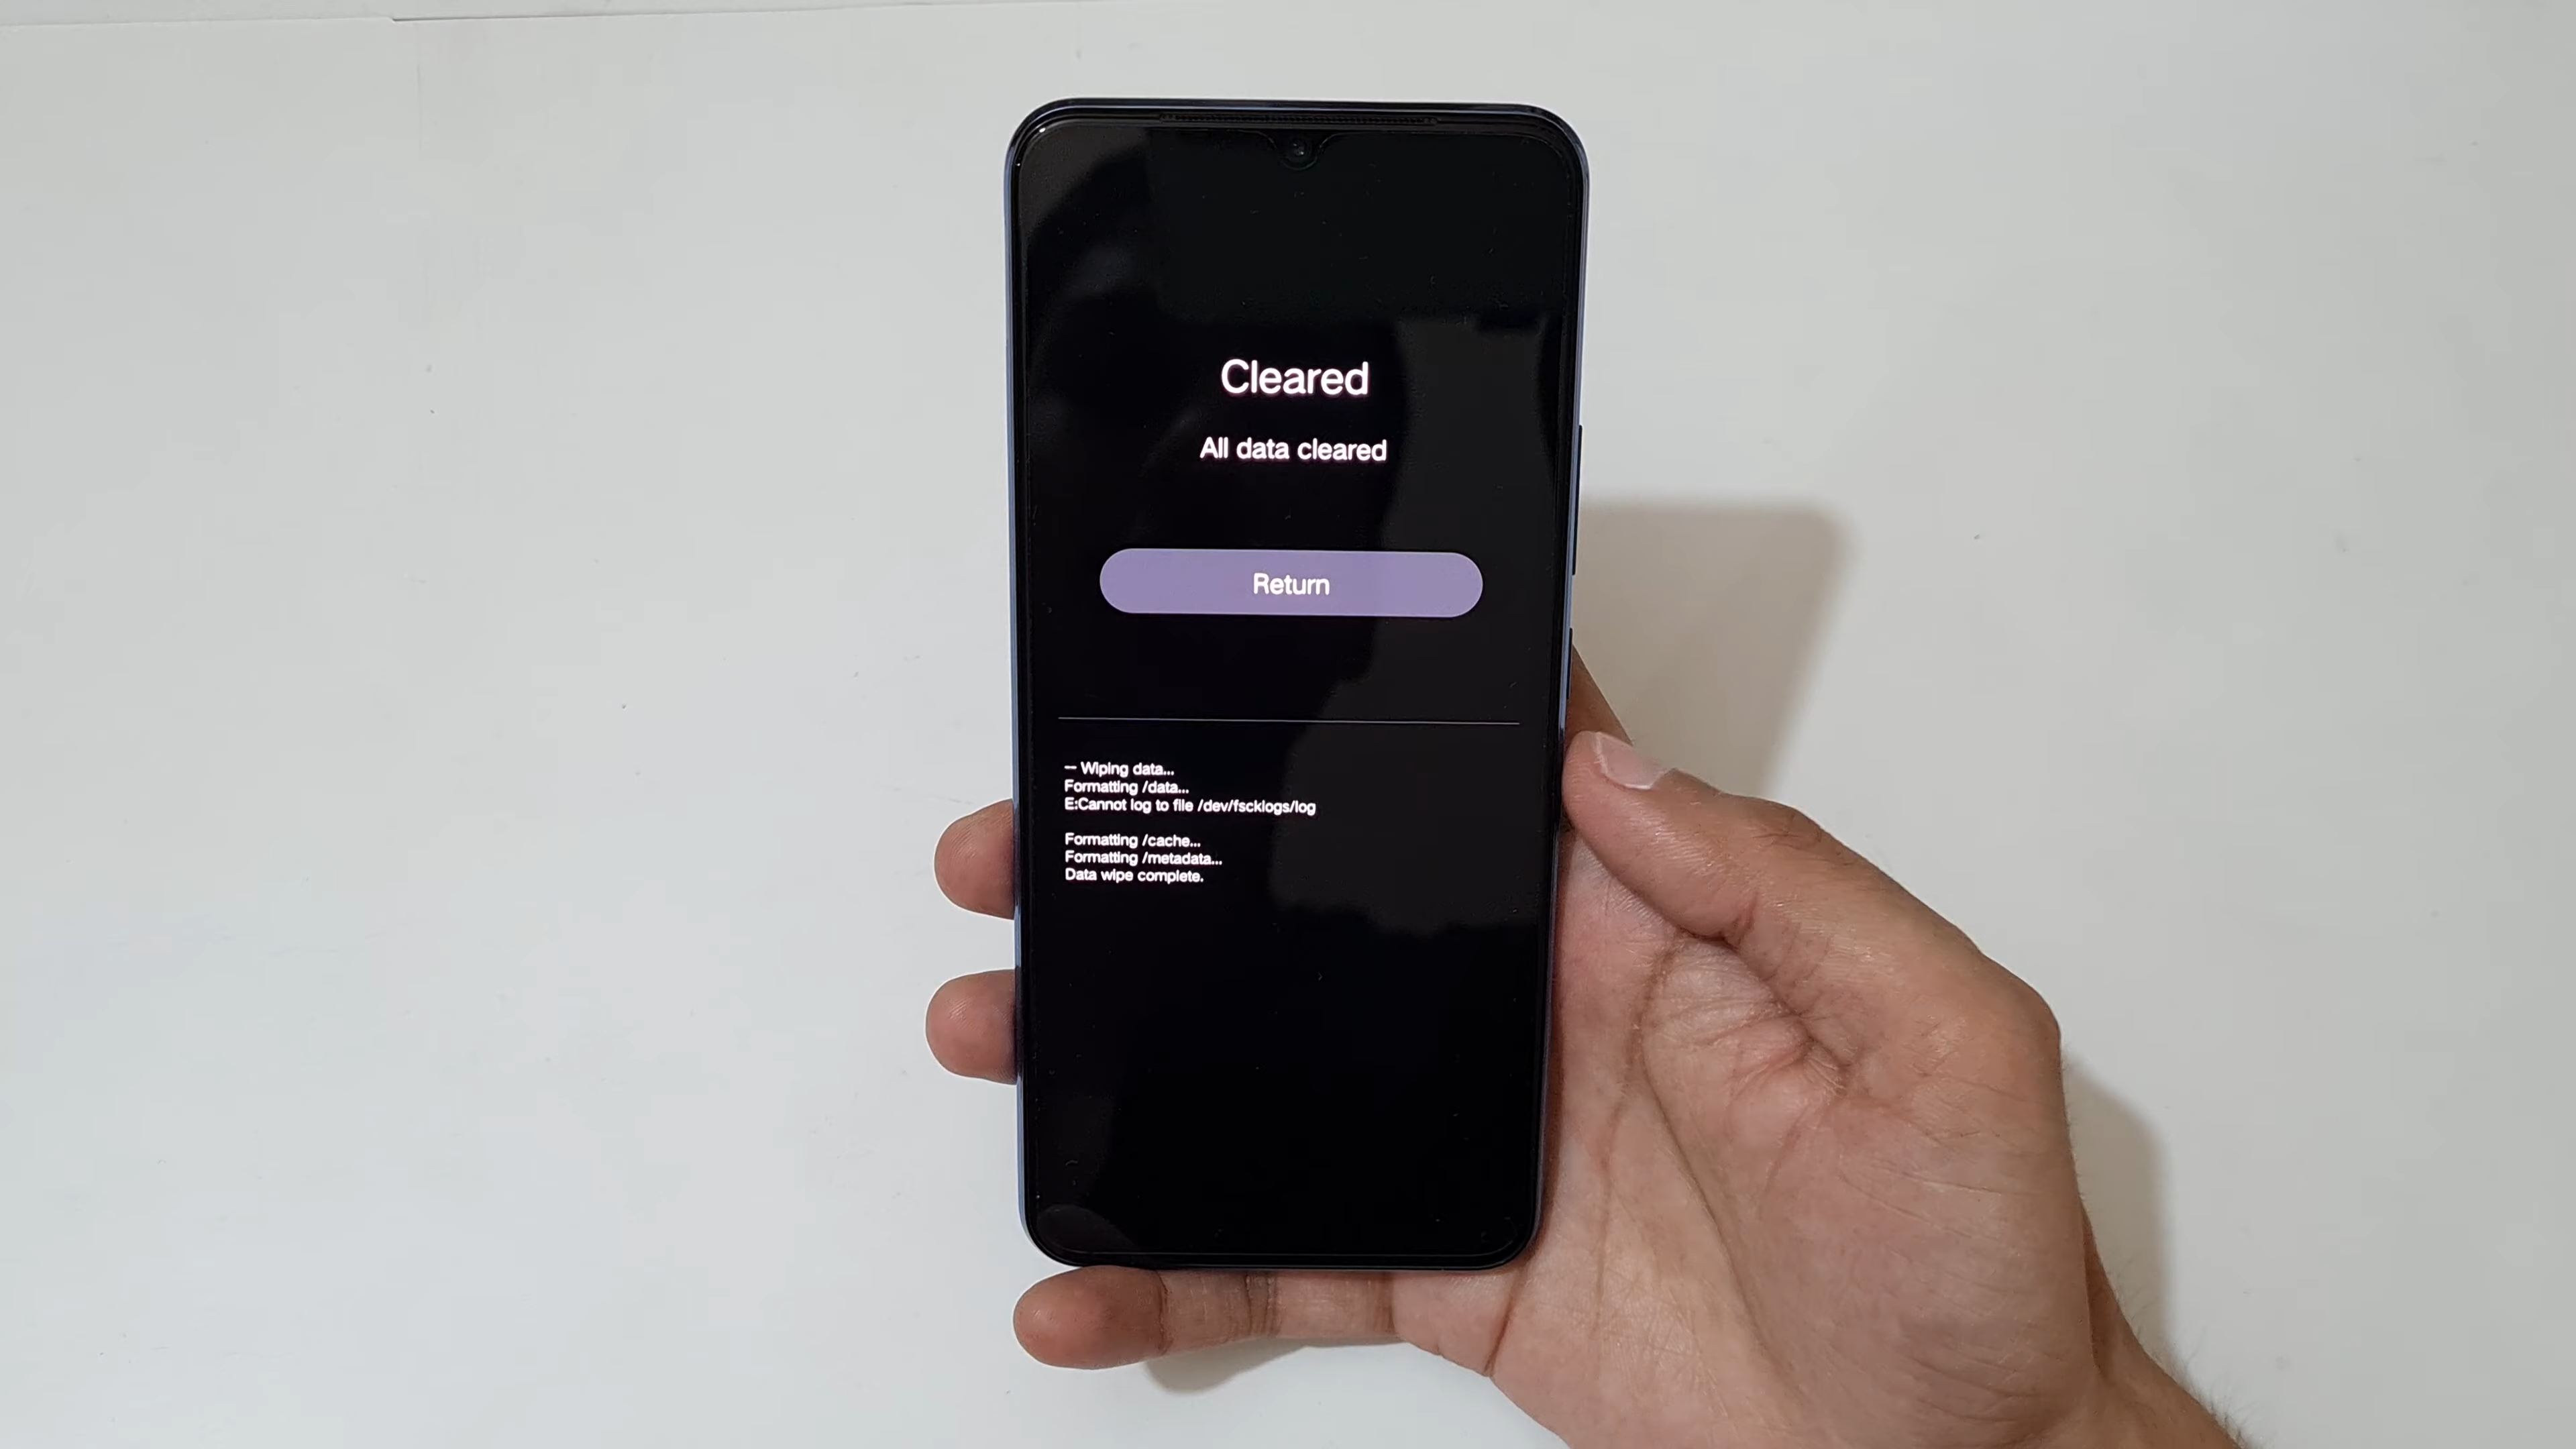 Cleared
All data cleared
Return
-- Wiping data...
Formatting /data...
E:Cannot log to file /dev/fscklogs/log
Formatting /cache...
Formatting /metadata...
Data wipe complete.